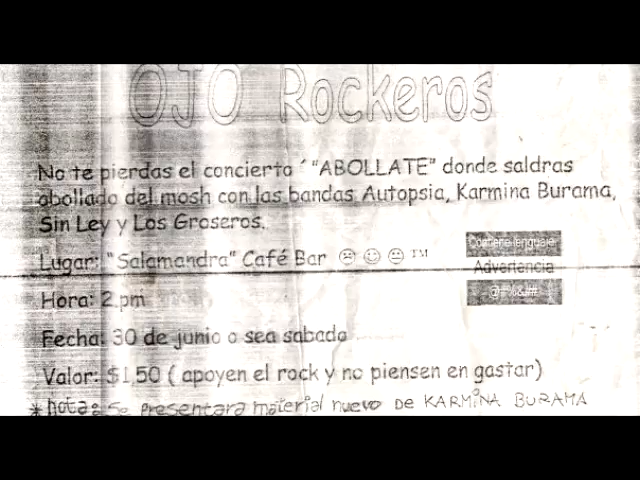 OJO Rockeros
No te pierdas el concierto ´ "ABOLLATE" donde saldras
abollado del mosh con las bandas Autopsia, Karmina Burama,
Sin Ley y Los Groseros.
Contiene lenguaje
Lugar: "Salamandra" Café Bar ☹ ☺ 😐 ™
Advertencia
Hora: 2 pm
Fecha: 30 de junio o sea sabado
Valor: $1,50 ( apoyen el rock y no piensen en gastar)
*nota: Se presentara material nuevo de KARMINA BURAMA